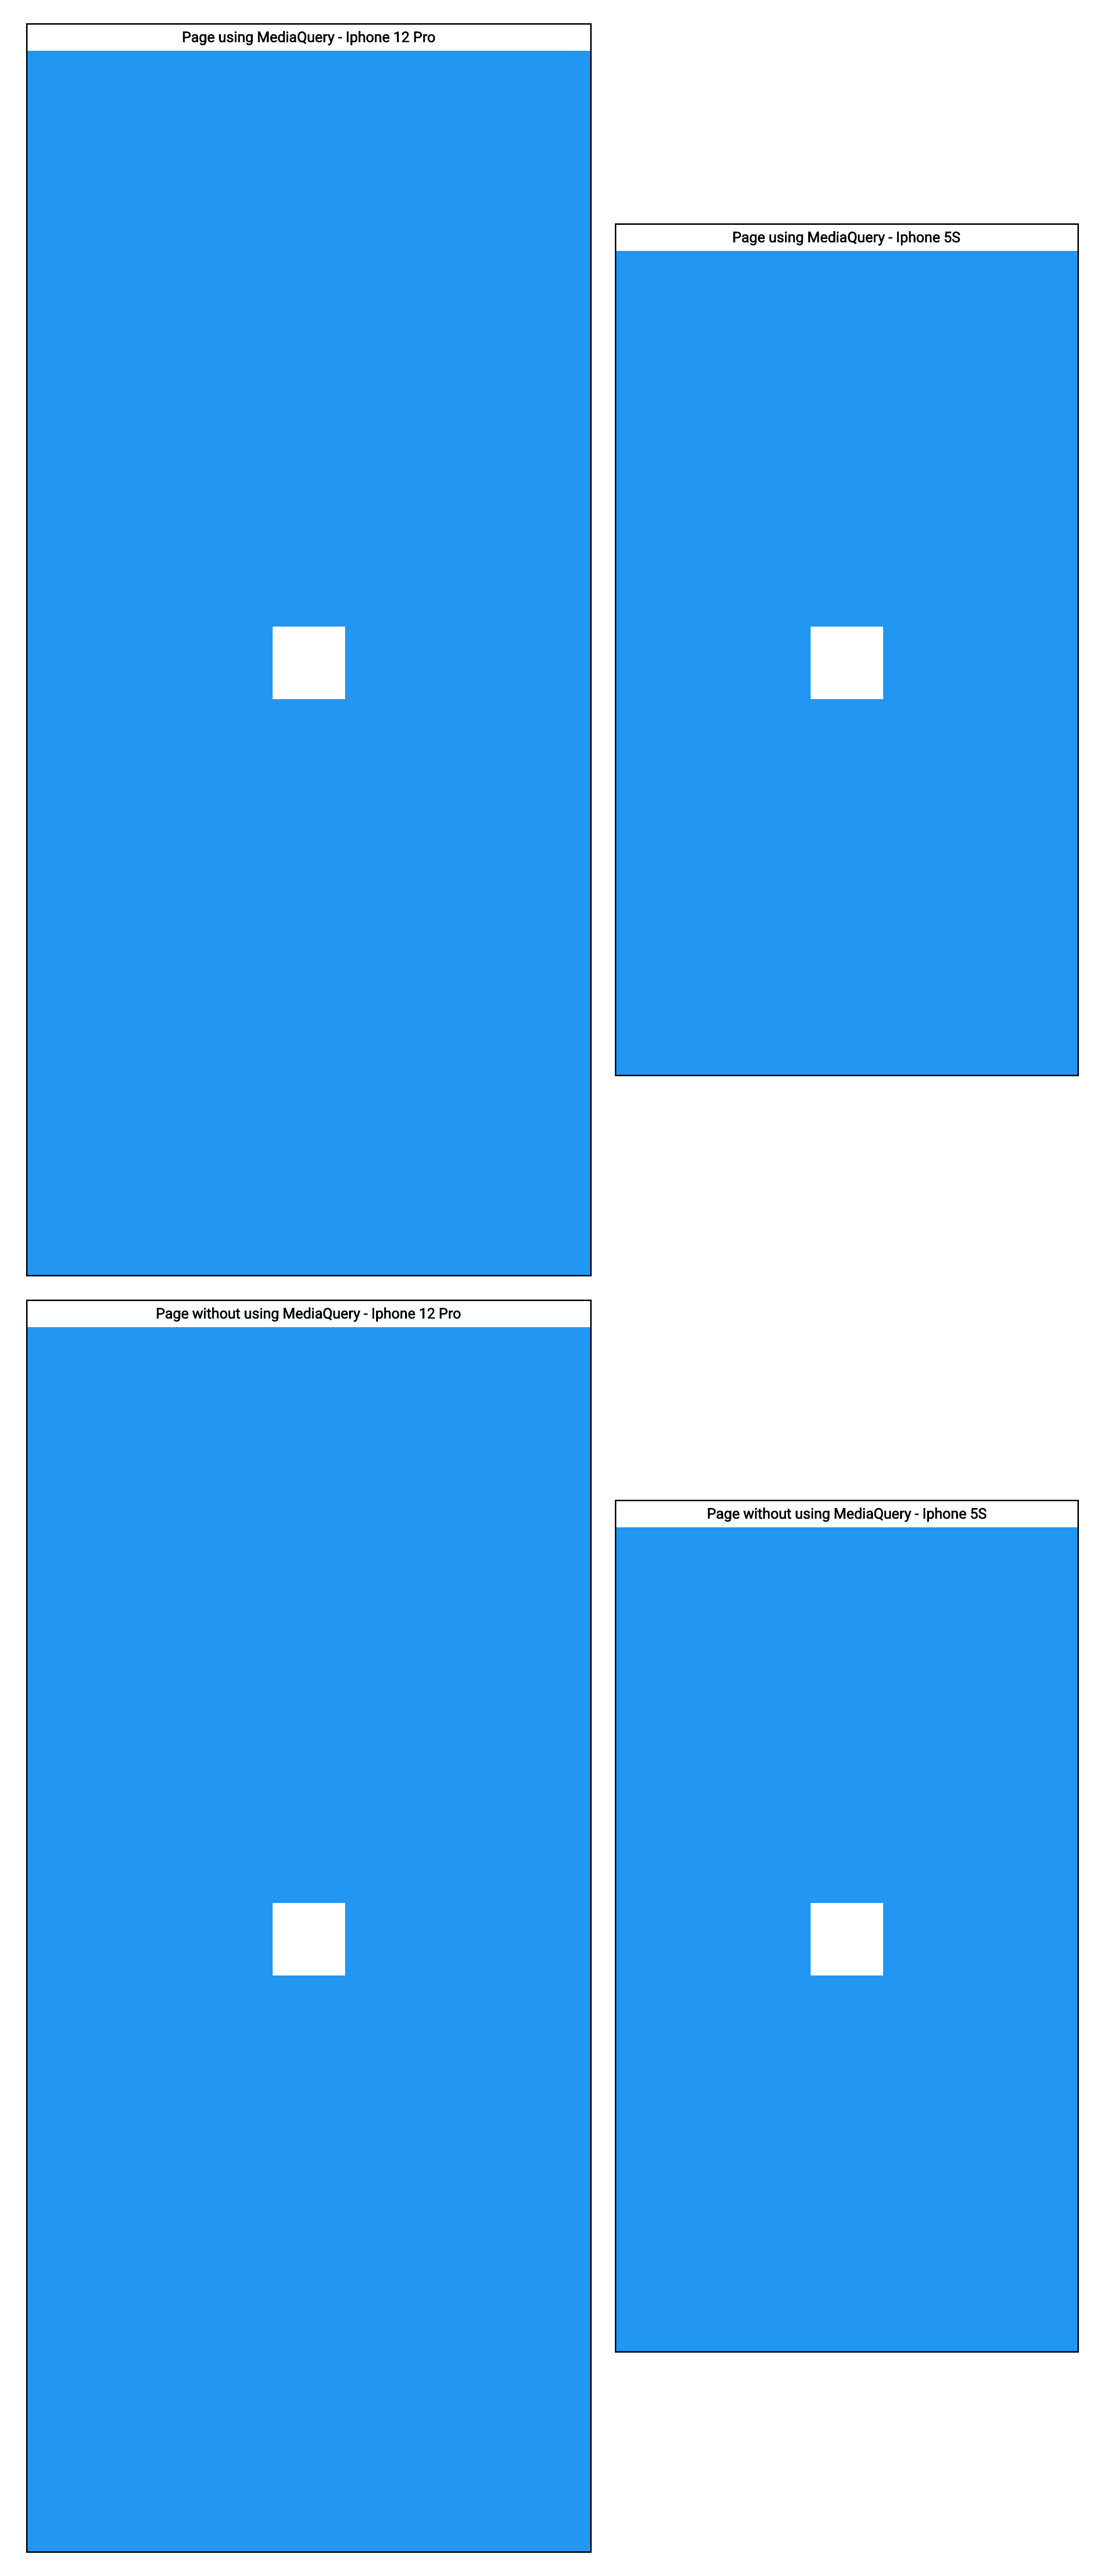 Page using MediaQuery - Iphone 12 Pro
Page using MediaQuery - Iphone 5S
Page without using MediaQuery - Iphone 12 Pro
Page without using MediaQuery - Iphone 5S